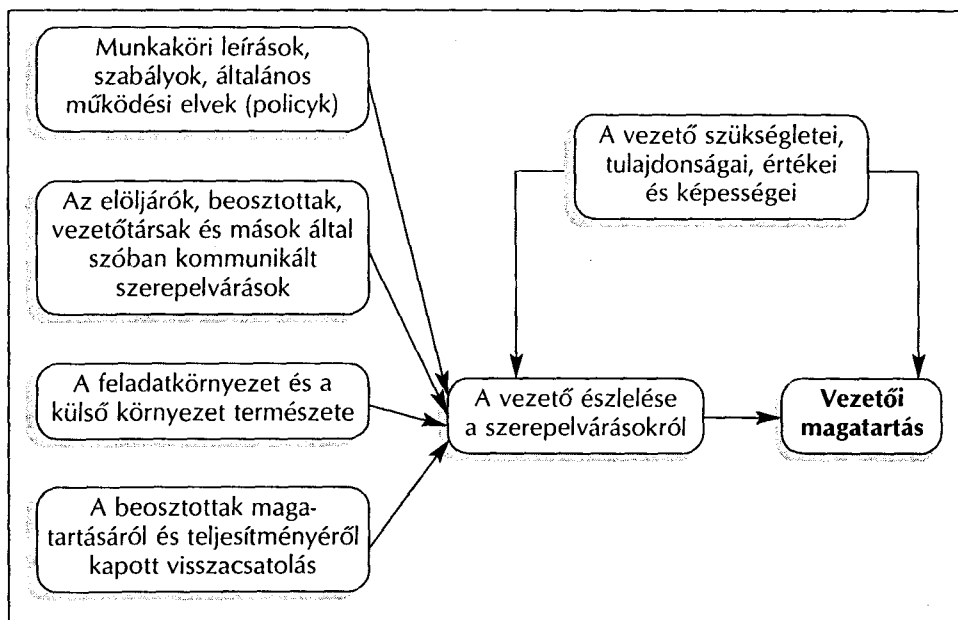 Munkaköri leírások,
szabályok, általános
működési elvek (policyk)
Az elöljárók, beosztottak,
vezetőtársak és mások által
szóban kommunikált
szerepelvárások
A feladatkörnyezet és a
külső környezet természete
A beosztottak maga-
tartásáról és teljesítményéről
kapott visszacsatolás
A vezető szükségletei,
tulajdonságai, értékei
és képességei
A vezető észlelése
a szerepelvárásokról
Vezetői
magatartás